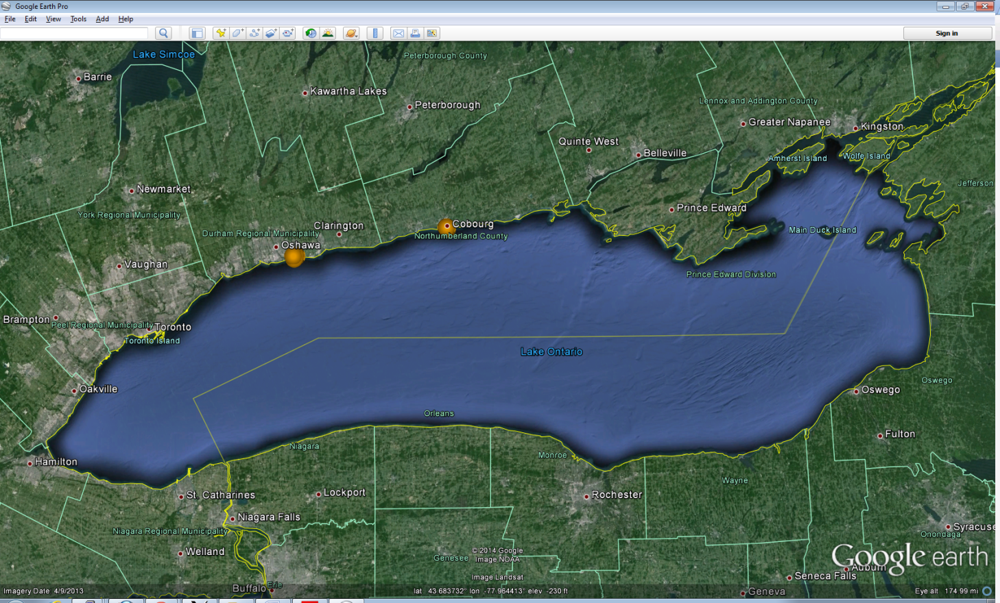 Google Earth Pro
File Edit View Tools Add Help
Sign in
Lake Simcoe
Peterborough County
Barrie
Kawartha Lakes
Peterborough
Lennox and Addington County
Greater Napanee
Kingston
Quinte West
Belleville
Amherst Island
Wolfe Island
Newmarket
Jefferson
York Regional Municipality
Prince Edward
Clarington
Cobourg
Durham Regional Municipality
Northumberland County
Main Duck Island
Oshawa
Vaughan
Prince Edward Division
Brampton
Peel Regional Municipality
Toronto
Toronto Island
Lake Ontario
Oakville
Oswego
Oswego
Orleans
Fulton
Niagara
Monroe
Hamilton
Wayne
St. Catharines
Lockport
Rochester
Niagara Falls
Niagara Regional Municipality
Syracuse
Onondaga
Welland
© 2014 Google
Genesee
Image NOAA
Google earth
Auburn
Image Landsat
Seneca Falls
Buffalo
Erie
Geneva
Imagery Date: 4/9/2013
lat 43.683732° lon -77.964413° elev -230 ft
Eye alt 174.99 mi